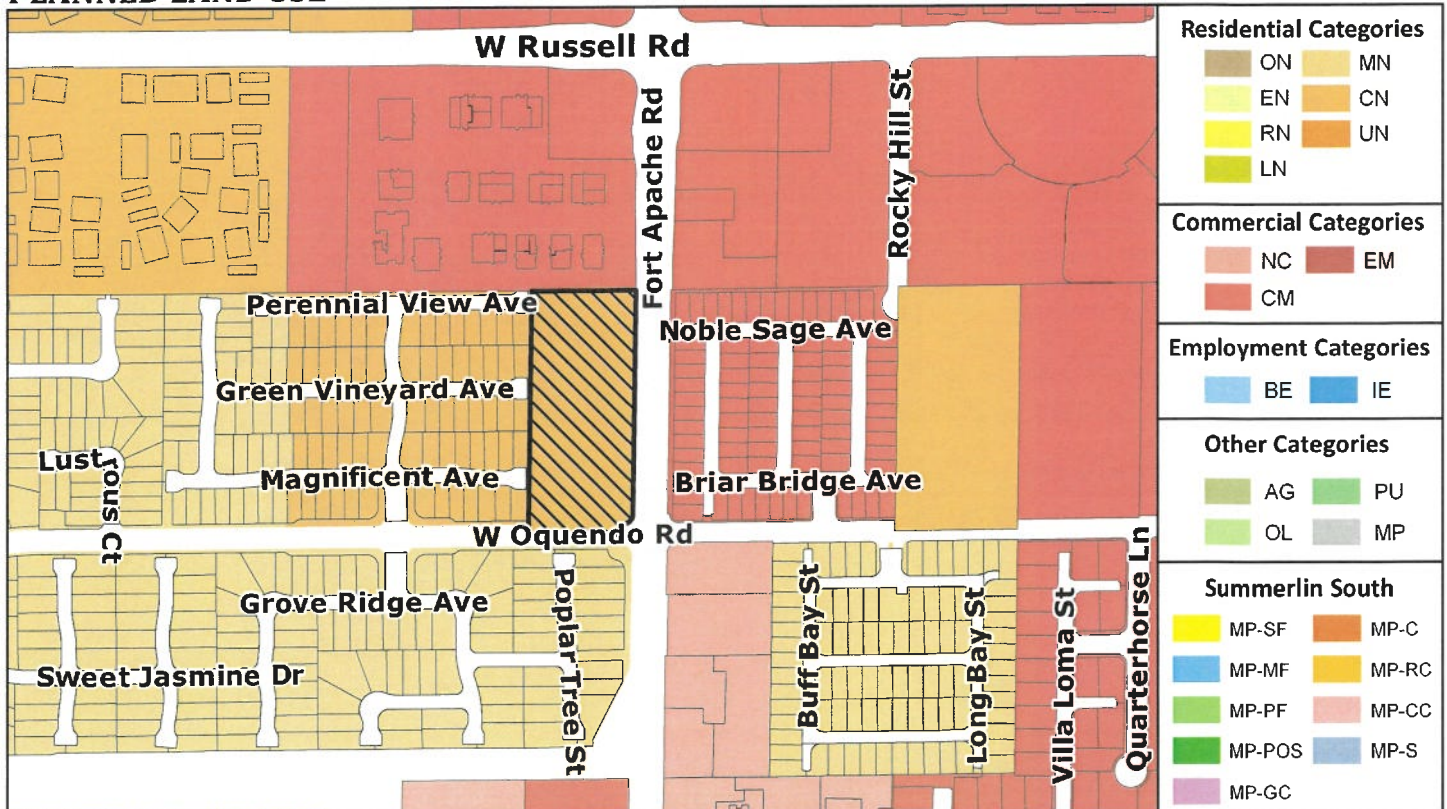 PLANNED LAND USE
W Russell Rd
Fort Apache Rd
Rocky Hill St
Perennial View Ave
Noble Sage Ave
Green Vineyard Ave
Lustrous Ct
Magnificent Ave
Briar Bridge Ave
W Oquendo Rd
Grove Ridge Ave
Poplar Tree St
Sweet Jasmine Dr
Buff Bay St
Long Bay St
Villa Loma St
Quarterhorse Ln
Residential Categories
ON MN
EN CN
RN UN
LN
Commercial Categories
NC EM
CM
Employment Categories
BE IE
Other Categories
AG PU
OL MP
Summerlin South
MP-SF MP-C
MP-MF MP-RC
MP-PF MP-CC
MP-POS MP-S
MP-GC